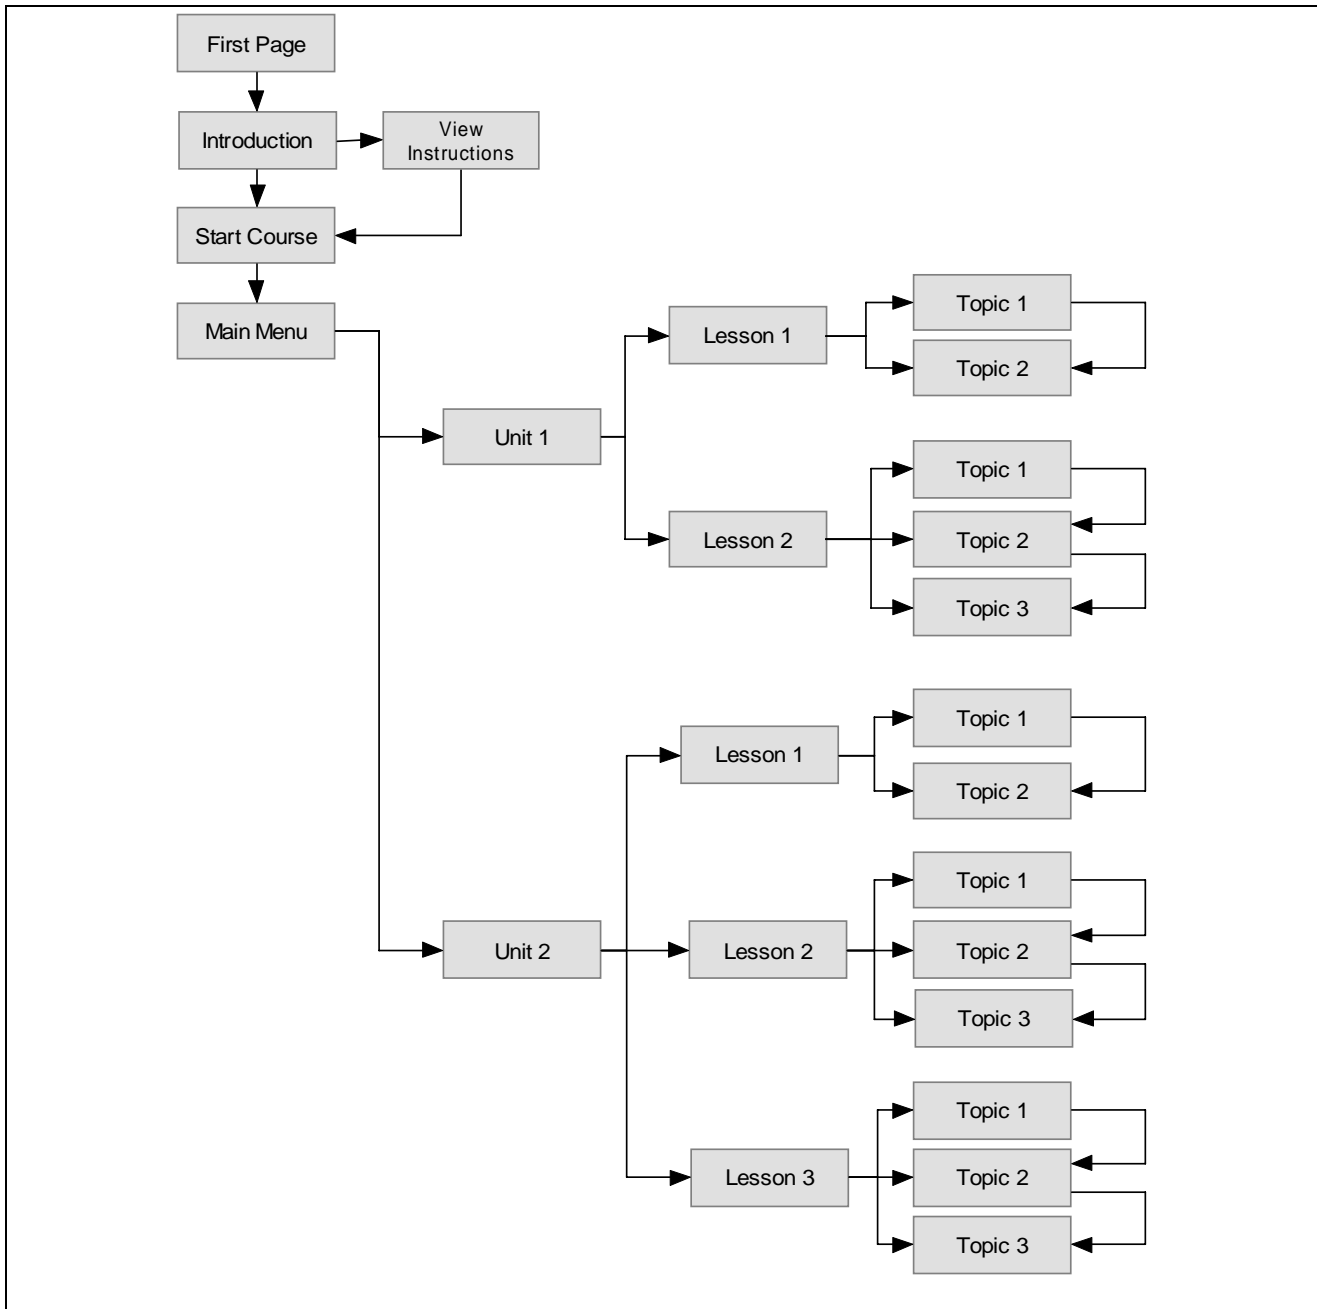 First Page
Introduction
View
Instructions
Start Course
Main Menu
Unit 1
Lesson 1
Topic 1
Topic 2
Lesson 2
Topic 1
Topic 2
Topic 3
Unit 2
Lesson 1
Topic 1
Topic 2
Lesson 2
Topic 1
Topic 2
Topic 3
Lesson 3
Topic 1
Topic 2
Topic 3